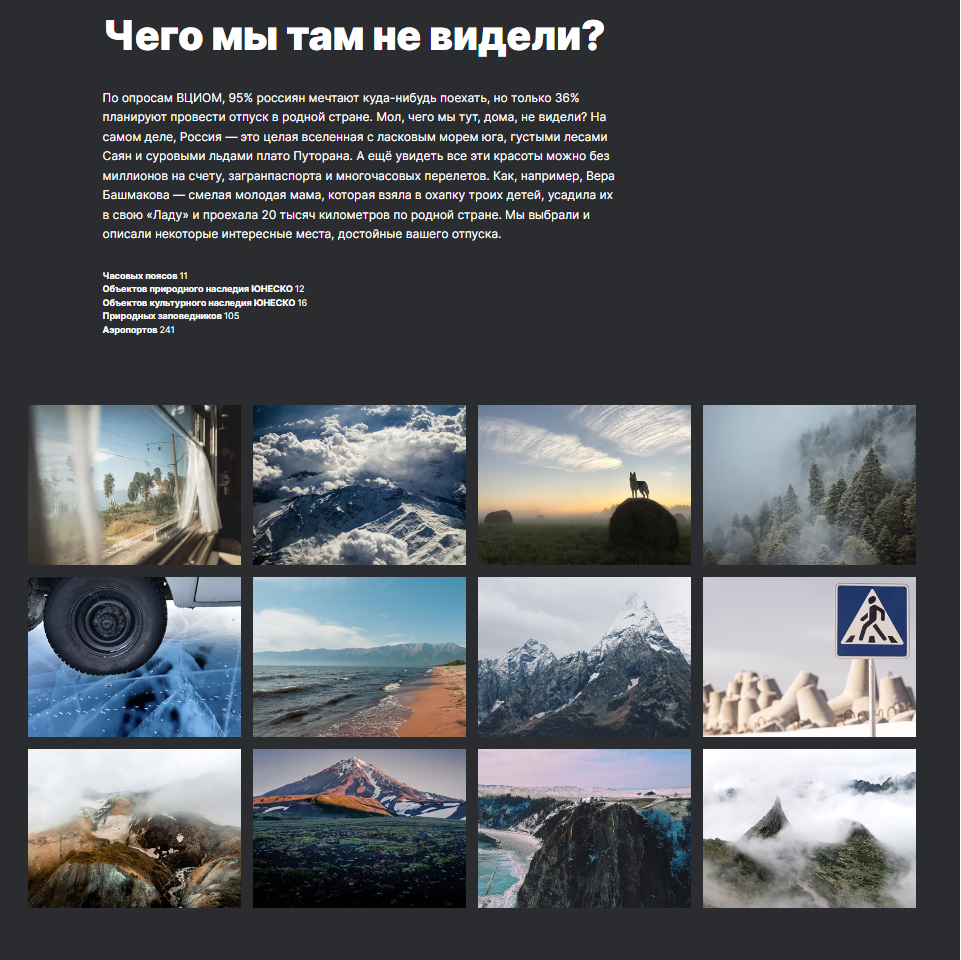 Чего мы там не видели?
По опросам ВЦИОМ, 95% россиян мечтают куда-нибудь поехать, но только 36%
планируют провести отпуск в родной стране. Мол, чего мы тут, дома, не видели? На
самом деле, Россия — это целая вселенная с ласковым морем юга, густыми лесами
Саян и суровыми льдами плато Путорана. А ещё увидеть все эти красоты можно без
миллионов на счету, загранпаспорта и многочасовых перелетов. Как, например, Вера
Башмакова — смелая молодая мама, которая взяла в охапку троих детей, усадила их
в свою «Ладу» и проехала 20 тысяч километров по родной стране. Мы выбрали и
описали некоторые интересные места, достойные вашего отпуска.
Часовых поясов 11
Объектов природного наследия ЮНЕСКО 12
Объектов культурного наследия ЮНЕСКО 16
Природных заповедников 105
Аэропортов 241